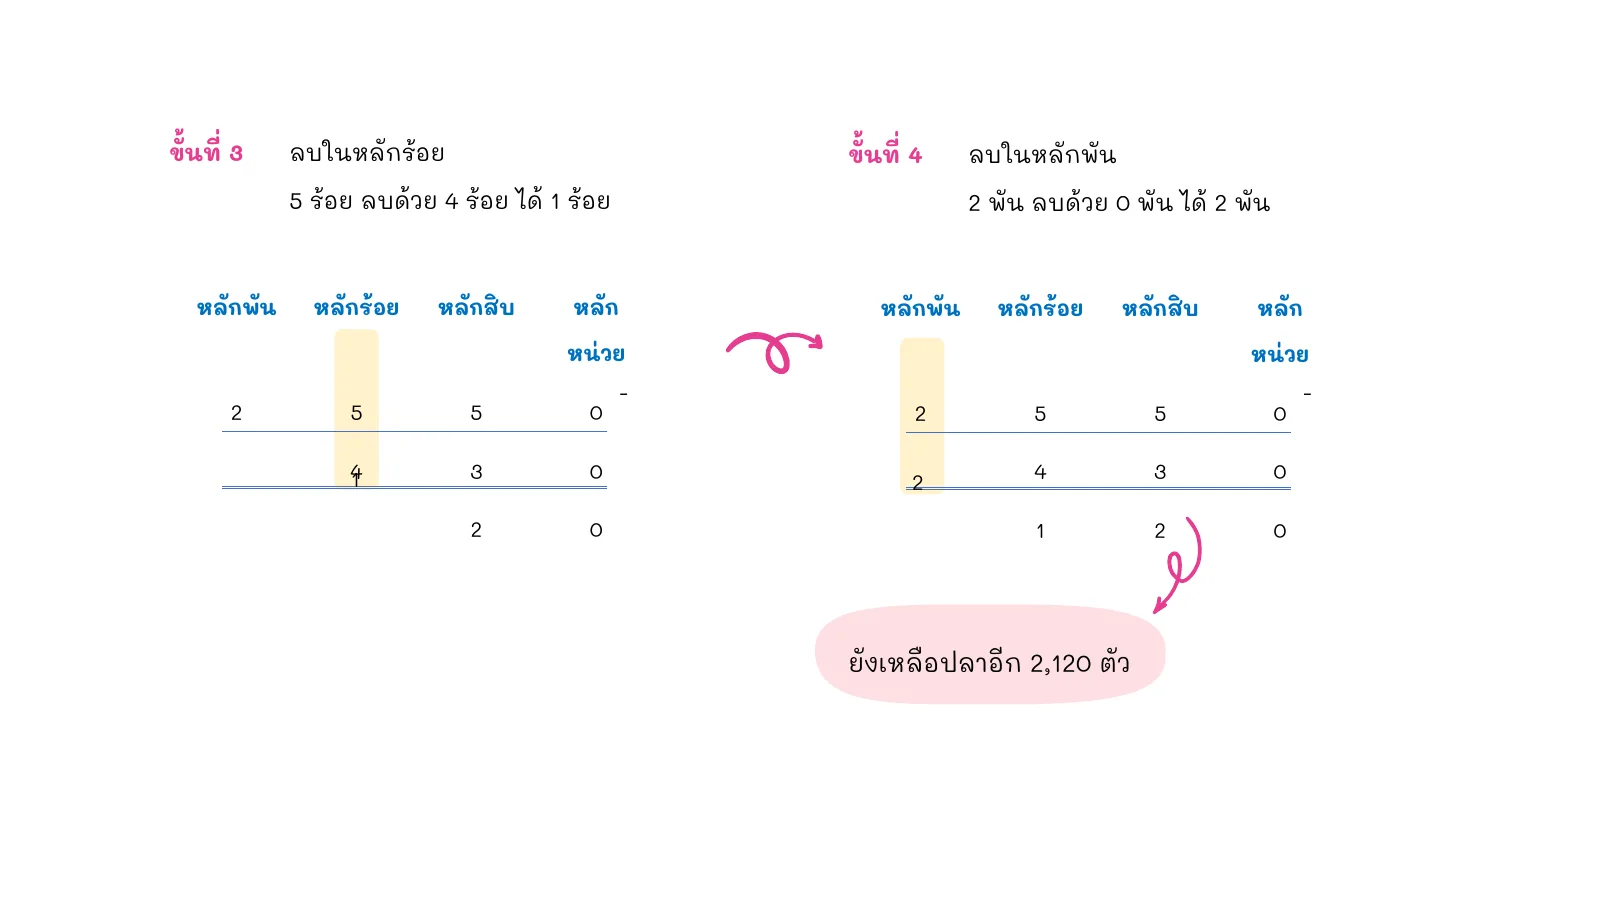 ขั้นที่ 3 ลบในหลักร้อย
5 ร้อย ลบด้วย 4 ร้อย ได้ 1 ร้อย
หลักพัน หลักร้อย หลักสิบ หลัก
หน่วย
-
2 5 5 0
4 3 0
1
2 0
ขั้นที่ 4 ลบในหลักพัน
2 พัน ลบด้วย 0 พัน ได้ 2 พัน
หลักพัน หลักร้อย หลักสิบ หลัก
หน่วย
-
2 5 5 0
4 3 0
2
1 2 0
ยังเหลือปลาอีก 2,120 ตัว